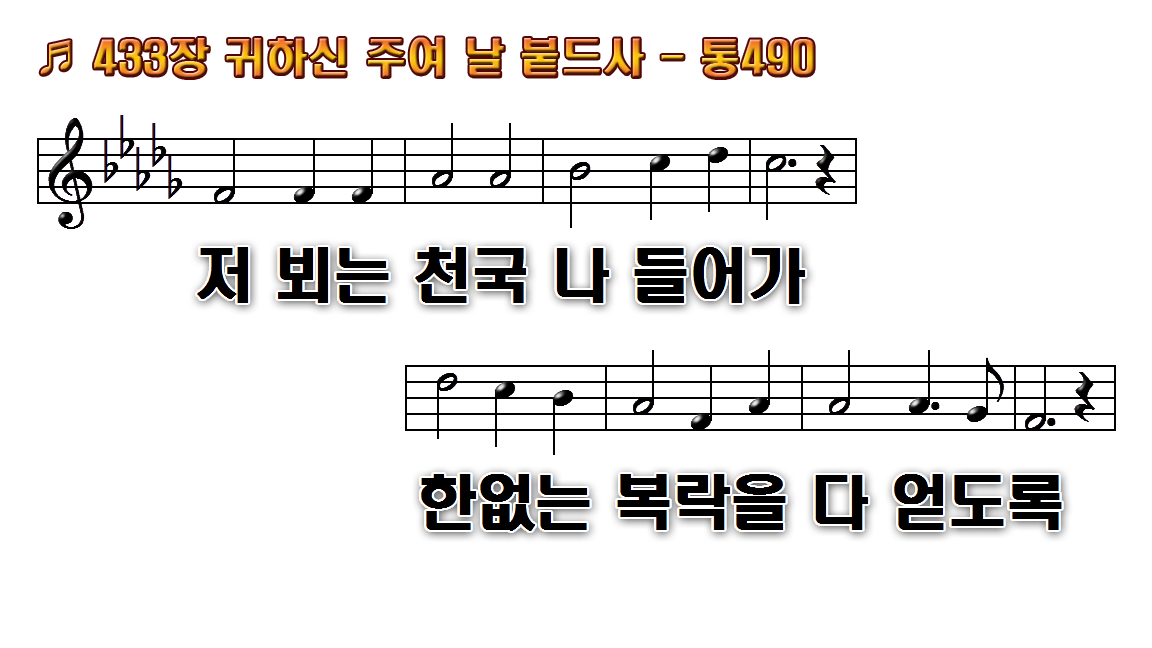 ♬ 433장 귀하신 주여 날 붙드사 - 통490
저 뵈는 천국 나 들어가
한없는 복락을 다 얻도록